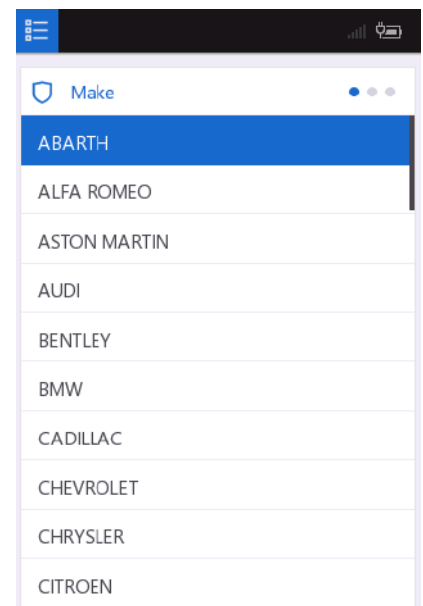 Make
ABARTH
ALFA ROMEO
ASTON MARTIN
AUDI
BENTLEY
BMW
CADILLAC
CHEVROLET
CHRYSLER
CITROEN